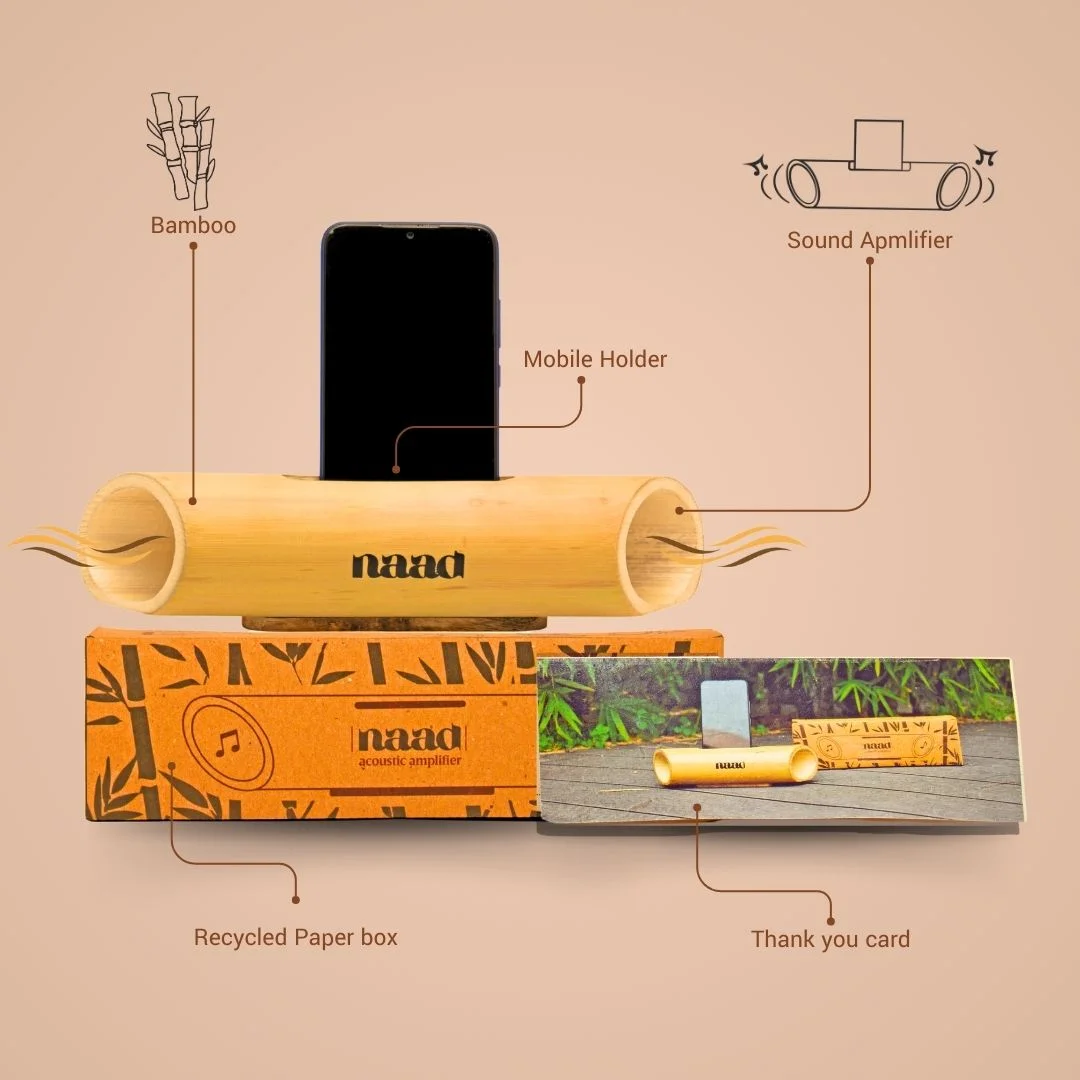 Bamboo
Sound Apmlifier
Mobile Holder
naad
naad
acoustic amplifier
naad
naad
Recycled Paper box
Thank you card